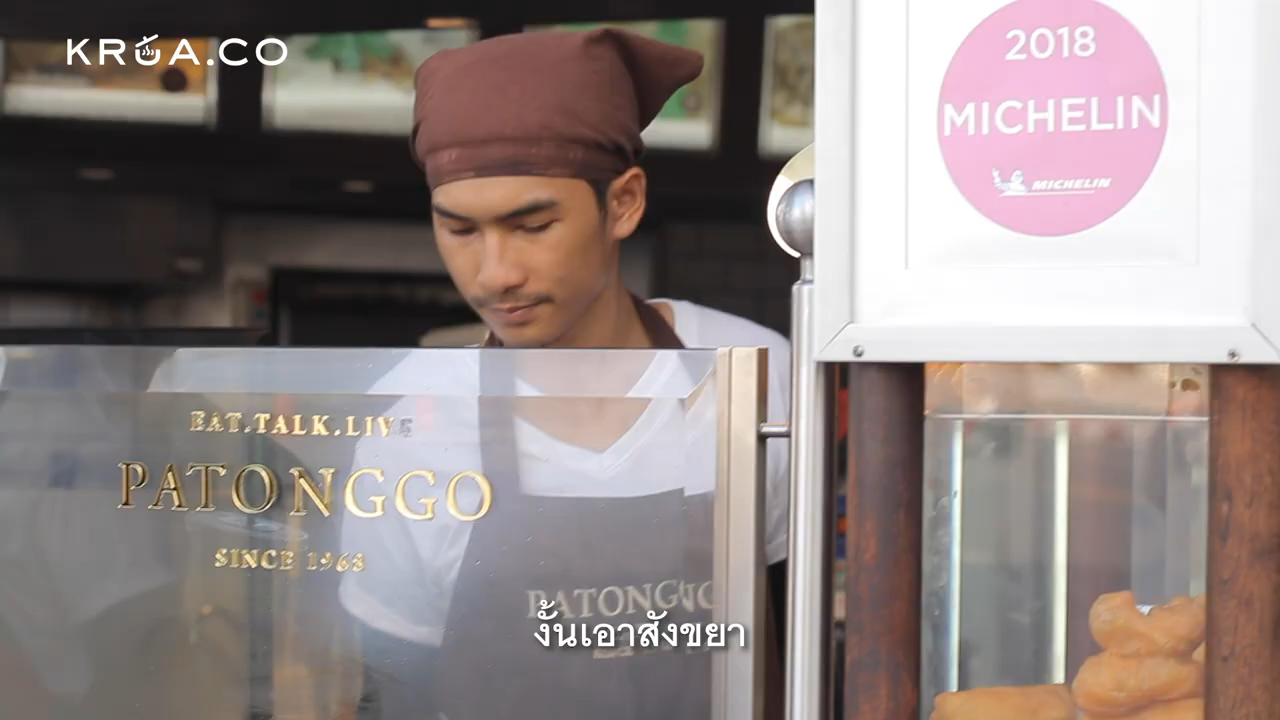 KRUA.CO
2018
MICHELIN
MICHELIN
EAT.TALK.LIVE
PATONGGO
SINCE 1968
PATONGGO
งั้นเอาสังขยา